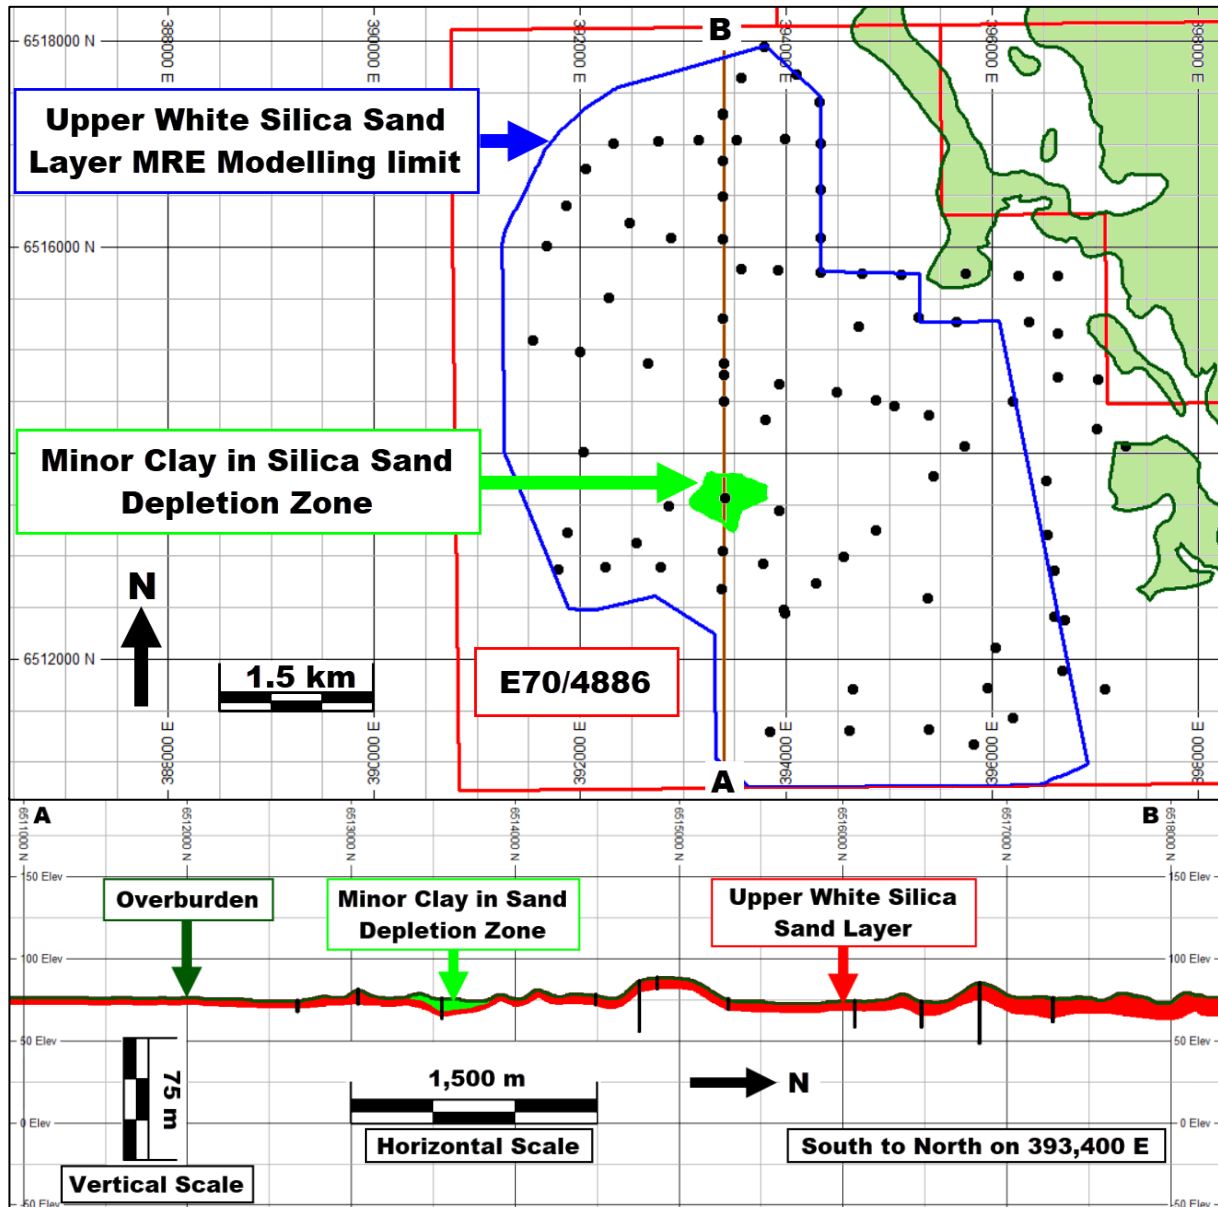 388000 E
390000 E
392000 E
394000 E
396000 E
398000 E
B
6518000 N
Upper White Silica Sand
Layer MRE Modelling limit
6516000 N
Minor Clay in Silica Sand
Depletion Zone
N
6512000 N
1.5 km
E70/4886
388000 E
390000 E
392000 E
394000 E
396000 E
398000 E
A
A
B
6511000 N
6512000 N
6513000 N
6514000 N
6515000 N
6516000 N
6517000 N
6518000 N
150 Elev
150 Elev
Overburden
Minor Clay in Sand
Depletion Zone
Upper White Silica
Sand Layer
100 Elev
100 Elev
50 Elev
50 Elev
75 m
1,500 m
N
0 Elev
0 Elev
Horizontal Scale
South to North on 393,400 E
Vertical Scale
-50 Elev
-50 Elev